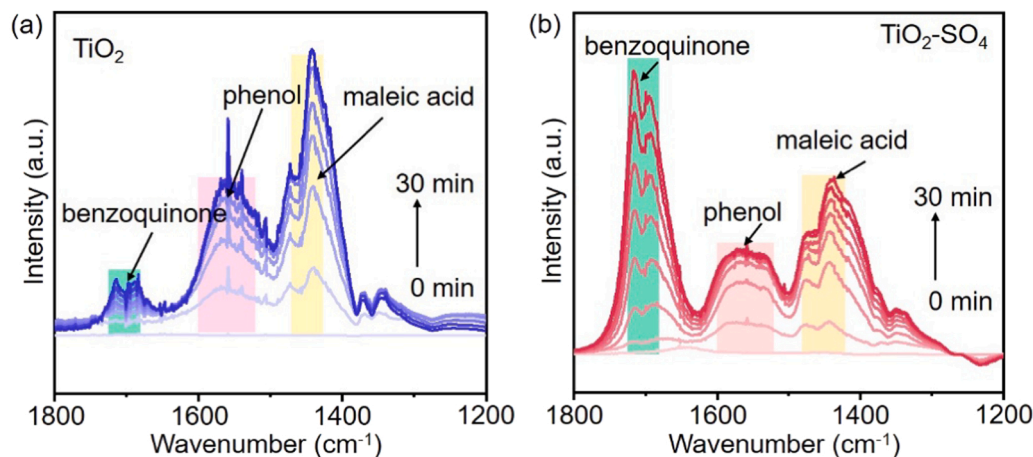 (a)
TiO₂
benzoquinone
phenol
maleic acid
30 min
0 min
Intensity (a.u.)
1800
1600
1400
1200
Wavenumber (cm⁻¹)
(b)
TiO₂-SO₄
benzoquinone
phenol
maleic acid
30 min
0 min
Intensity (a.u.)
1800
1600
1400
1200
Wavenumber (cm⁻¹)